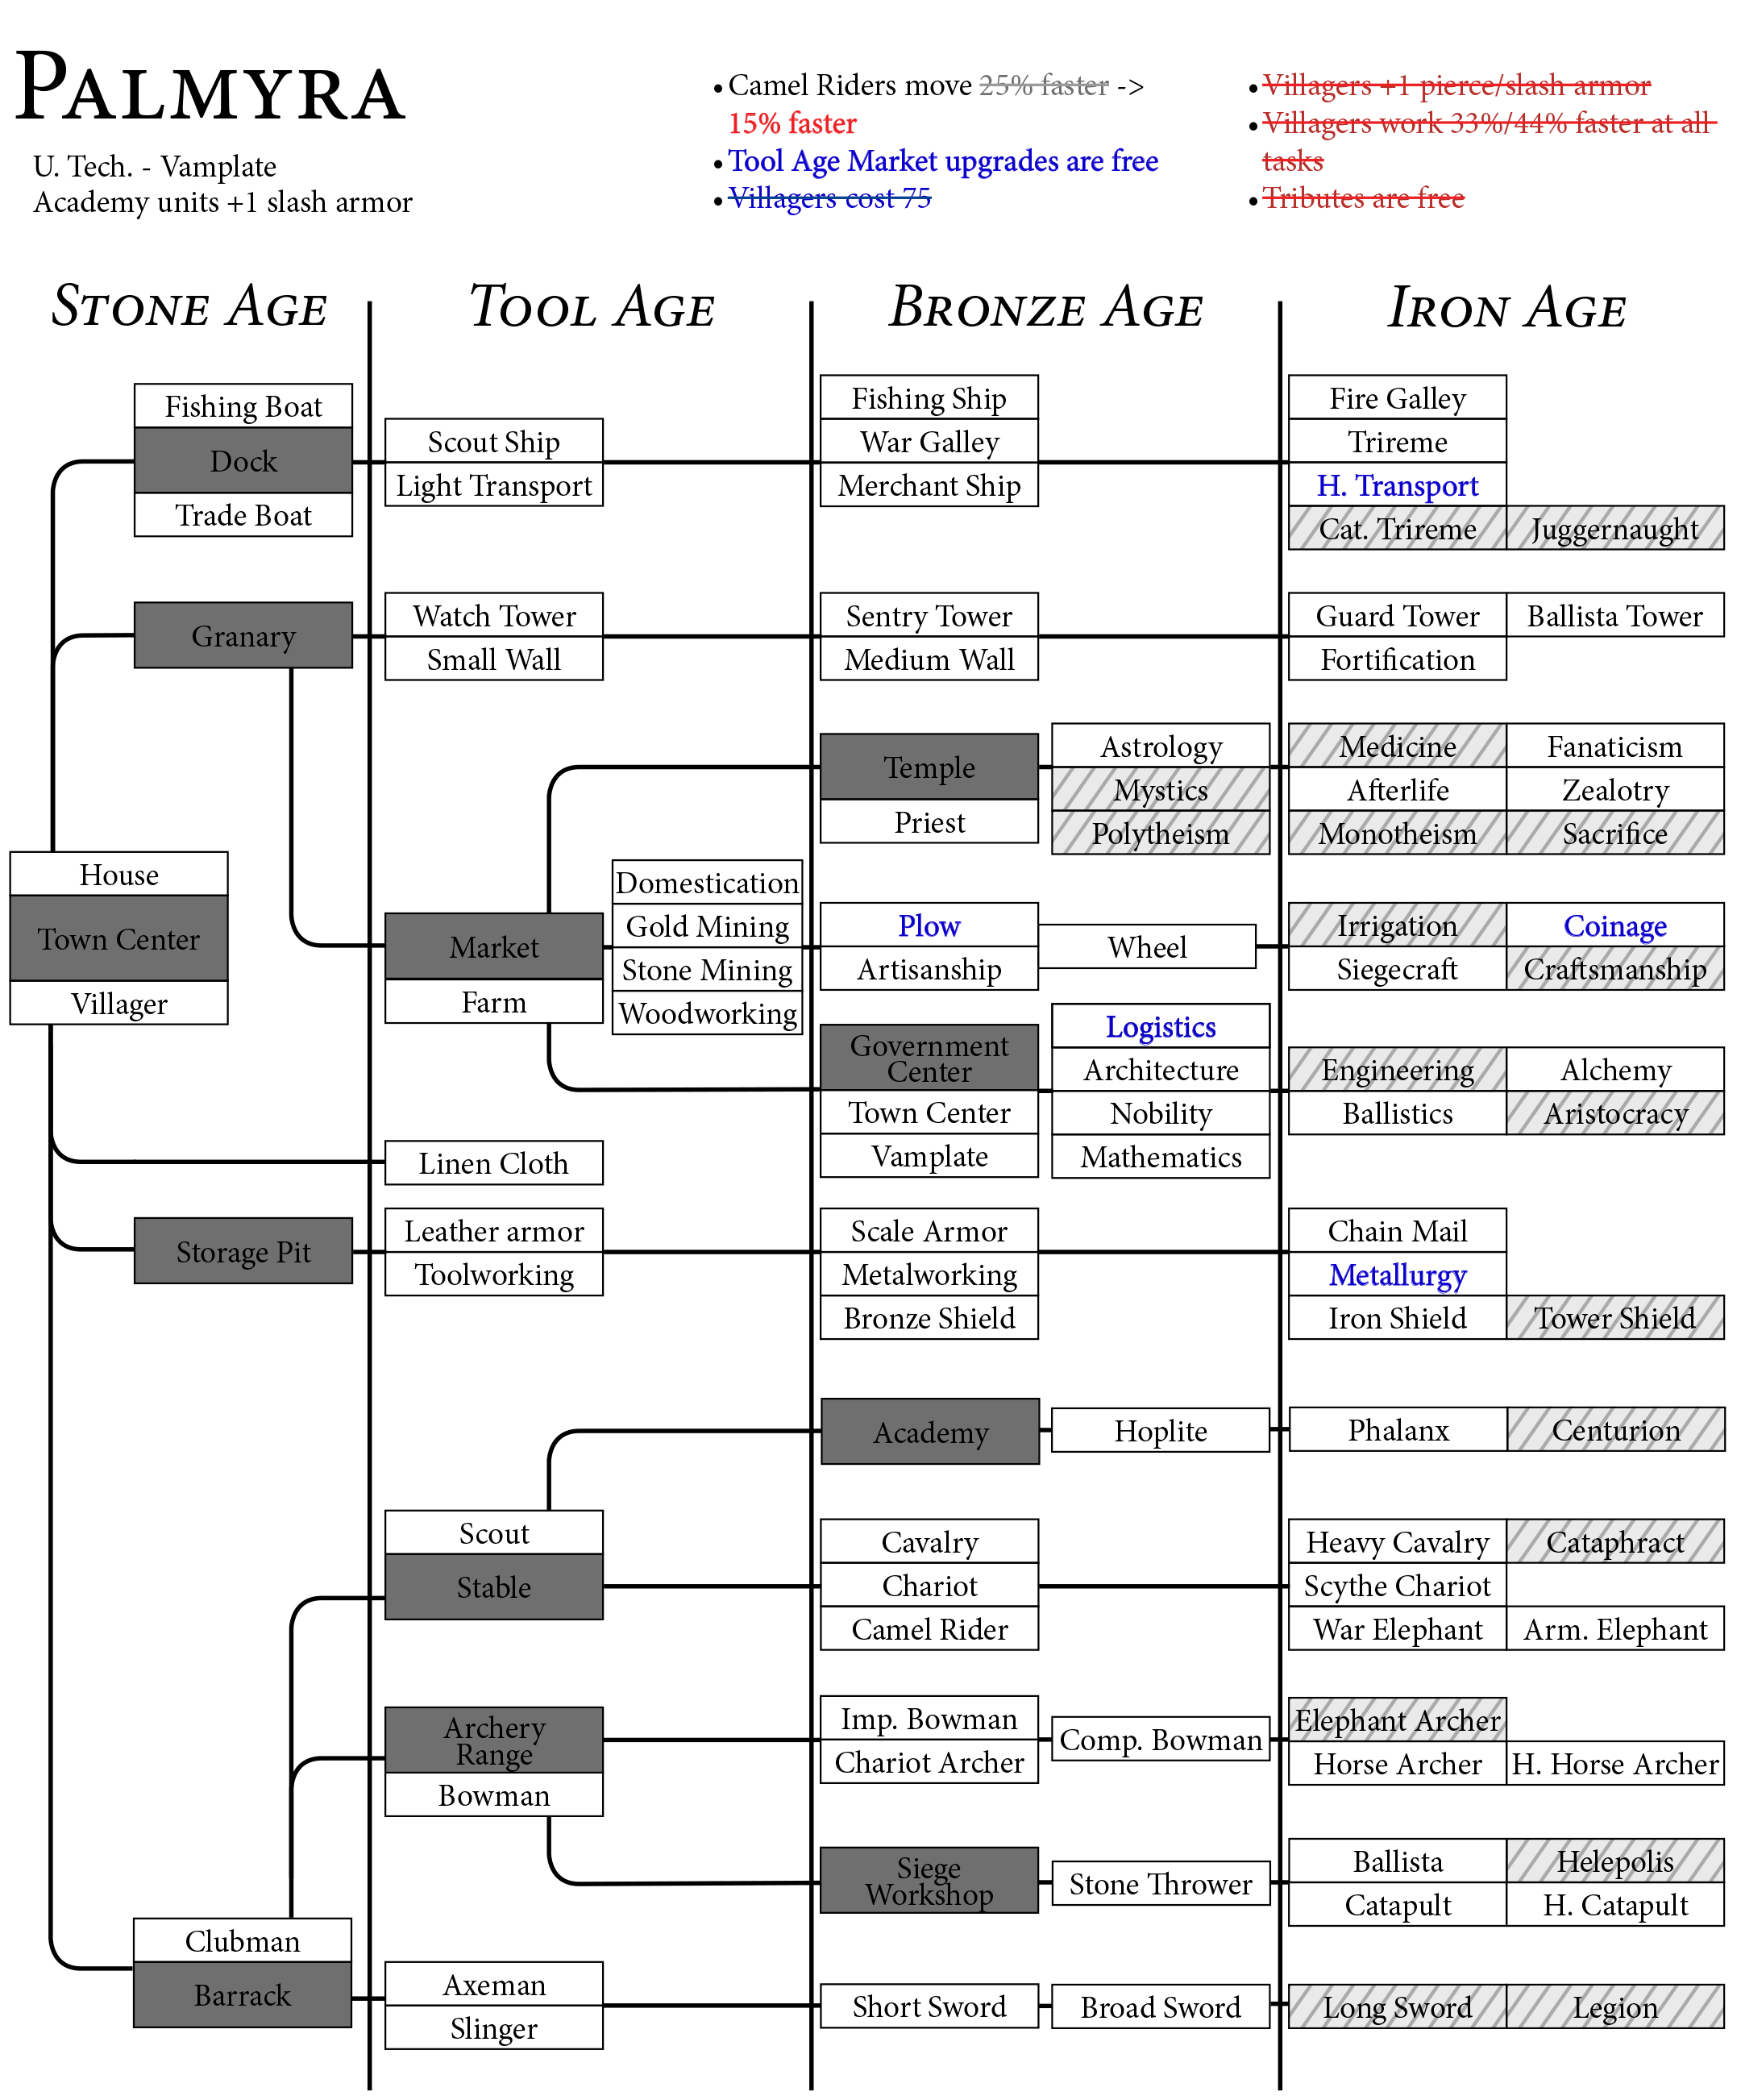 PALMYRA
U. Tech. - Vamplate
Academy units +1 slash armor
• Camel Riders move 25% faster ->
15% faster
• Tool Age Market upgrades are free
• Villagers cost 75
• Villagers +1 pierce/slash armor
• Villagers work 33%/44% faster at all
tasks
• Tributes are free
STONE AGE
TOOL AGE
BRONZE AGE
IRON AGE
Fishing Boat
Dock
Trade Boat
Scout Ship
Light Transport
Fishing Ship
War Galley
Merchant Ship
Fire Galley
Trireme
H. Transport
Cat. Trireme
Juggernaught
Granary
Watch Tower
Small Wall
Sentry Tower
Medium Wall
Guard Tower
Ballista Tower
Fortification
Temple
Priest
Astrology
Mystics
Polytheism
Medicine
Fanaticism
Afterlife
Zealotry
Monotheism
Sacrifice
House
Town Center
Villager
Market
Farm
Domestication
Gold Mining
Stone Mining
Woodworking
Plow
Artisanship
Wheel
Irrigation
Coinage
Siegecraft
Craftsmanship
Government
Center
Town Center
Vamplate
Logistics
Architecture
Nobility
Mathematics
Engineering
Alchemy
Ballistics
Aristocracy
Linen Cloth
Storage Pit
Leather armor
Toolworking
Scale Armor
Metalworking
Bronze Shield
Chain Mail
Metallurgy
Iron Shield
Tower Shield
Academy
Hoplite
Phalanx
Centurion
Scout
Stable
Cavalry
Chariot
Camel Rider
Heavy Cavalry
Cataphract
Scythe Chariot
War Elephant
Arm. Elephant
Archery
Range
Bowman
Imp. Bowman
Chariot Archer
Comp. Bowman
Elephant Archer
Horse Archer
H. Horse Archer
Siege
Workshop
Stone Thrower
Ballista
Helepolis
Catapult
H. Catapult
Clubman
Barrack
Axeman
Slinger
Short Sword
Broad Sword
Long Sword
Legion